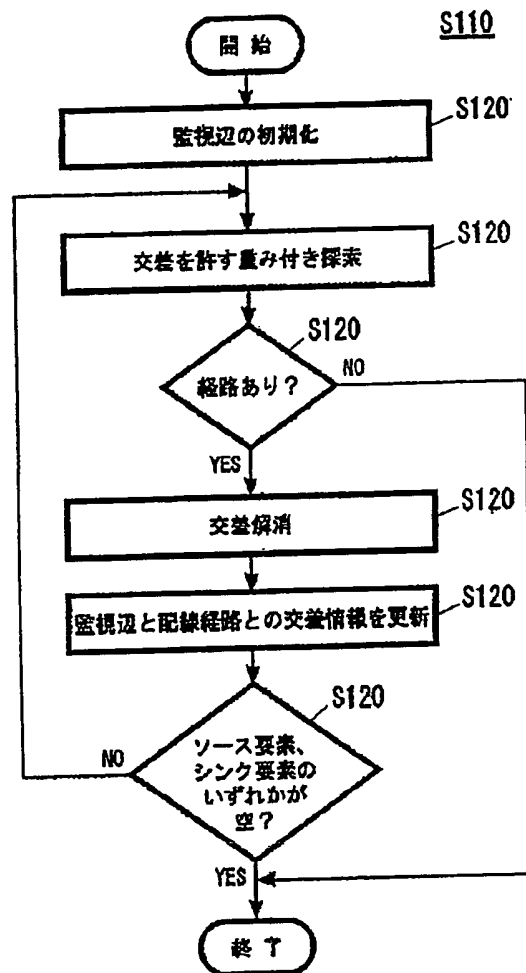 S110
開始
S120
監視辺の初期化
S120
交差を許す重み付き探索
S120
経路あり?
NO
YES
S120
交差解消
S120
監視辺と配線経路との交差情報を更新
S120
ソース要素、
シンク要素の
いずれかが
空?
NO
YES
終了